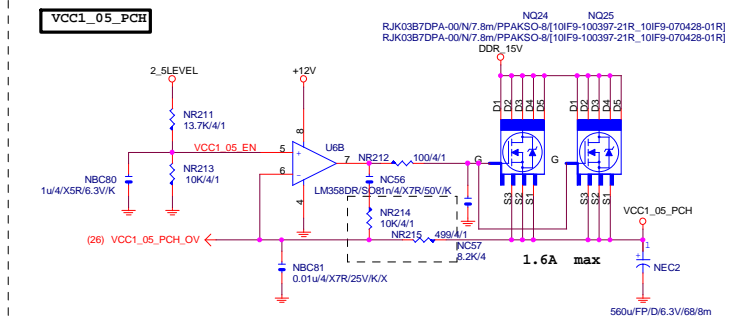 VCC1_05_PCH
NQ24 NQ25
RJK03B7DPA-00/N/7.8m/PPAKSO-8/[10IF9-100397-21R_10IF9-070428-01R]
RJK03B7DPA-00/N/7.8m/PPAKSO-8/[10IF9-100397-21R_10IF9-070428-01R]
DDR_15V
2_5LEVEL
+12V
D1 D2 D3 D4 D5
D1 D2 D3 D4 D5
NR211
13.7K/4/1
VCC1_05_EN
8
5
+
U6B
7
NR212
100/4/1
G
G
6
-
NR213
10K/4/1
NBC80
1u/4/X5R/6.3V/K
NC56
LM358DR/SO81n/4/X7R/50V/K
4
S3 S2 S1
S3 S2 S1
NR214
10K/4/1
VCC1_05_PCH
(26) VCC1_05_PCH_OV
NR215
499/4/1
NC57
8.2K/4
1
1.6A max
+
NEC2
NBC81
0.01u/4/X7R/25V/K/X
560u/FP/D/6.3V/68/8m